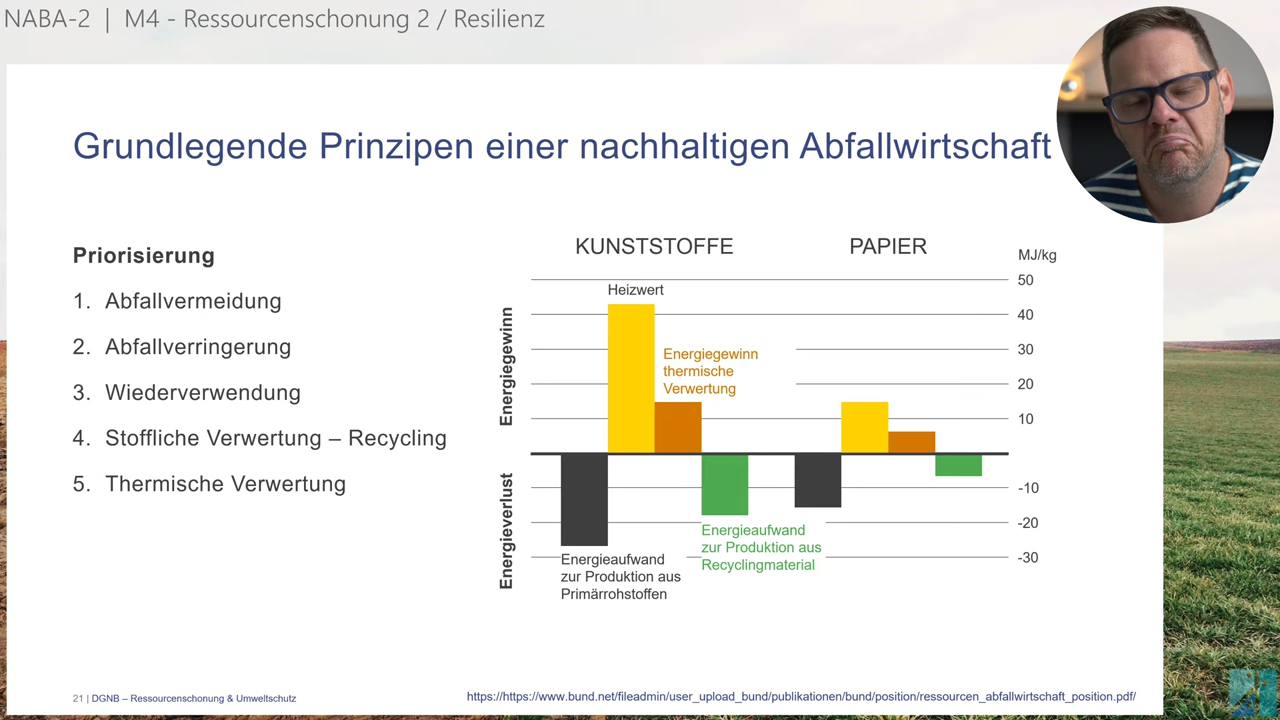 NABA-2 | M4 - Ressourcenschonung 2 / Resilienz
Grundlegende Prinzipen einer nachhaltigen Abfallwirtschaft
Priorisierung
1. Abfallvermeidung
2. Abfallverringerung
3. Wiederverwendung
4. Stoffliche Verwertung – Recycling
5. Thermische Verwertung
KUNSTSTOFFE
PAPIER
MJ/kg
50
40
30
20
10
-10
-20
-30
Energiegewinn
Energieverlust
Heizwert
Energiegewinn
thermische
Verwertung
Energieaufwand
zur Produktion aus
Recyclingmaterial
Energieaufwand
zur Produktion aus
Primärrohstoffen
21 | DGNB – Ressourcenschonung & Umweltschutz
https://https://www.bund.net/fileadmin/user_upload_bund/publikationen/bund/position/ressourcen_abfallwirtschaft_position.pdf/